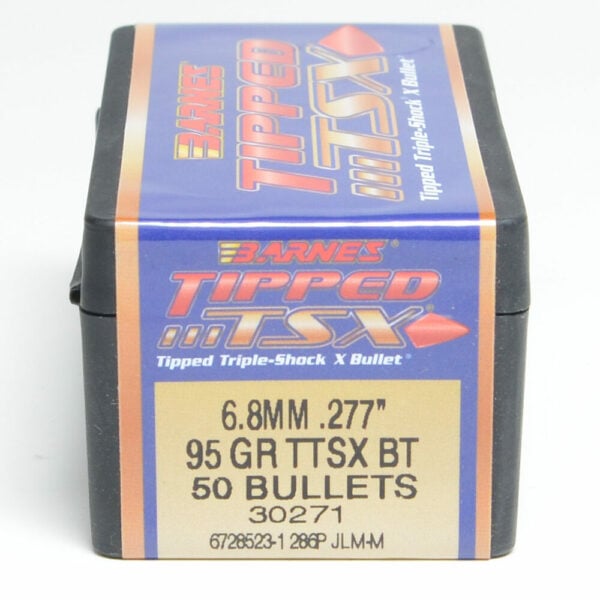 BARNES
TIPPED
TSX
Tipped Triple-Shock X Bullet
BARNES®
TIPPED
TSX®
Tipped Triple-Shock X Bullet®
6.8MM .277"
95 GR TTSX BT
50 BULLETS
30271
6728523-1 286P JLM-M